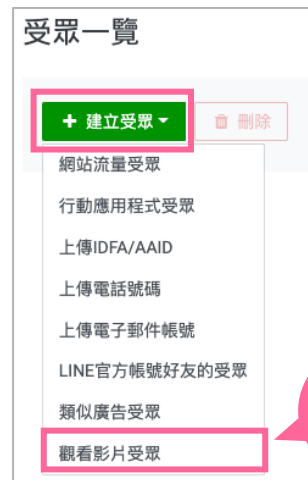 受眾一覽
+ 建立受眾
刪除
網站流量受眾
行動應用程式受眾
上傳IDFA/AAID
上傳電話號碼
上傳電子郵件帳號
LINE官方帳號好友的受眾
類似廣告受眾
觀看影片受眾